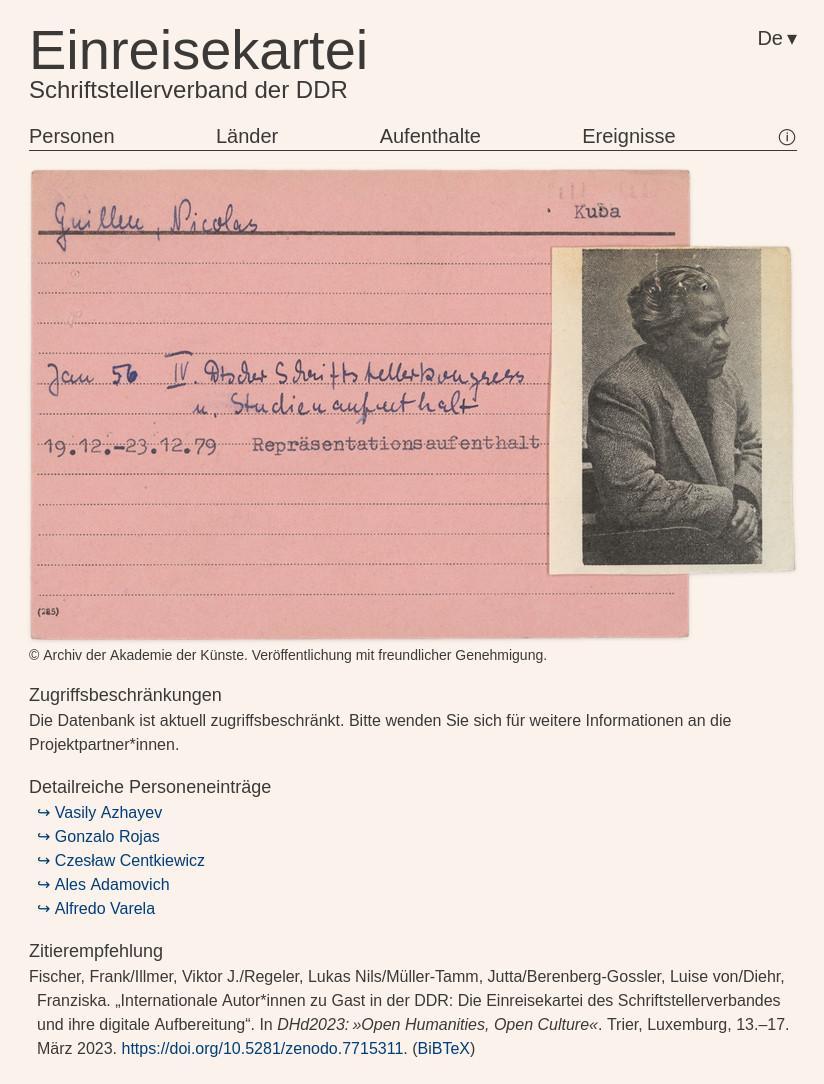 Einreisekartei
De ▾
Schriftstellerverband der DDR
Personen Länder Aufenthalte Ereignisse ⓘ
Guillen, Nicolas
Kuba
Jan 56 IV. Dtscher Schriftstellerkongress
u. Studienaufenthalt
19.12.-23.12.79 Repräsentationsaufenthalt
(285)
© Archiv der Akademie der Künste. Veröffentlichung mit freundlicher Genehmigung.
Zugriffsbeschränkungen
Die Datenbank ist aktuell zugriffsbeschränkt. Bitte wenden Sie sich für weitere Informationen an die
Projektpartner*innen.
Detailreiche Personeneinträge
↪ Vasily Azhayev
↪ Gonzalo Rojas
↪ Czesław Centkiewicz
↪ Ales Adamovich
↪ Alfredo Varela
Zitierempfehlung
Fischer, Frank/Illmer, Viktor J./Regeler, Lukas Nils/Müller-Tamm, Jutta/Berenberg-Gossler, Luise von/Diehr,
Franziska. „Internationale Autor*innen zu Gast in der DDR: Die Einreisekartei des Schriftstellerverbandes
und ihre digitale Aufbereitung“. In DHd2023: »Open Humanities, Open Culture«. Trier, Luxemburg, 13.–17.
März 2023. https://doi.org/10.5281/zenodo.7715311. (BiBTeX)